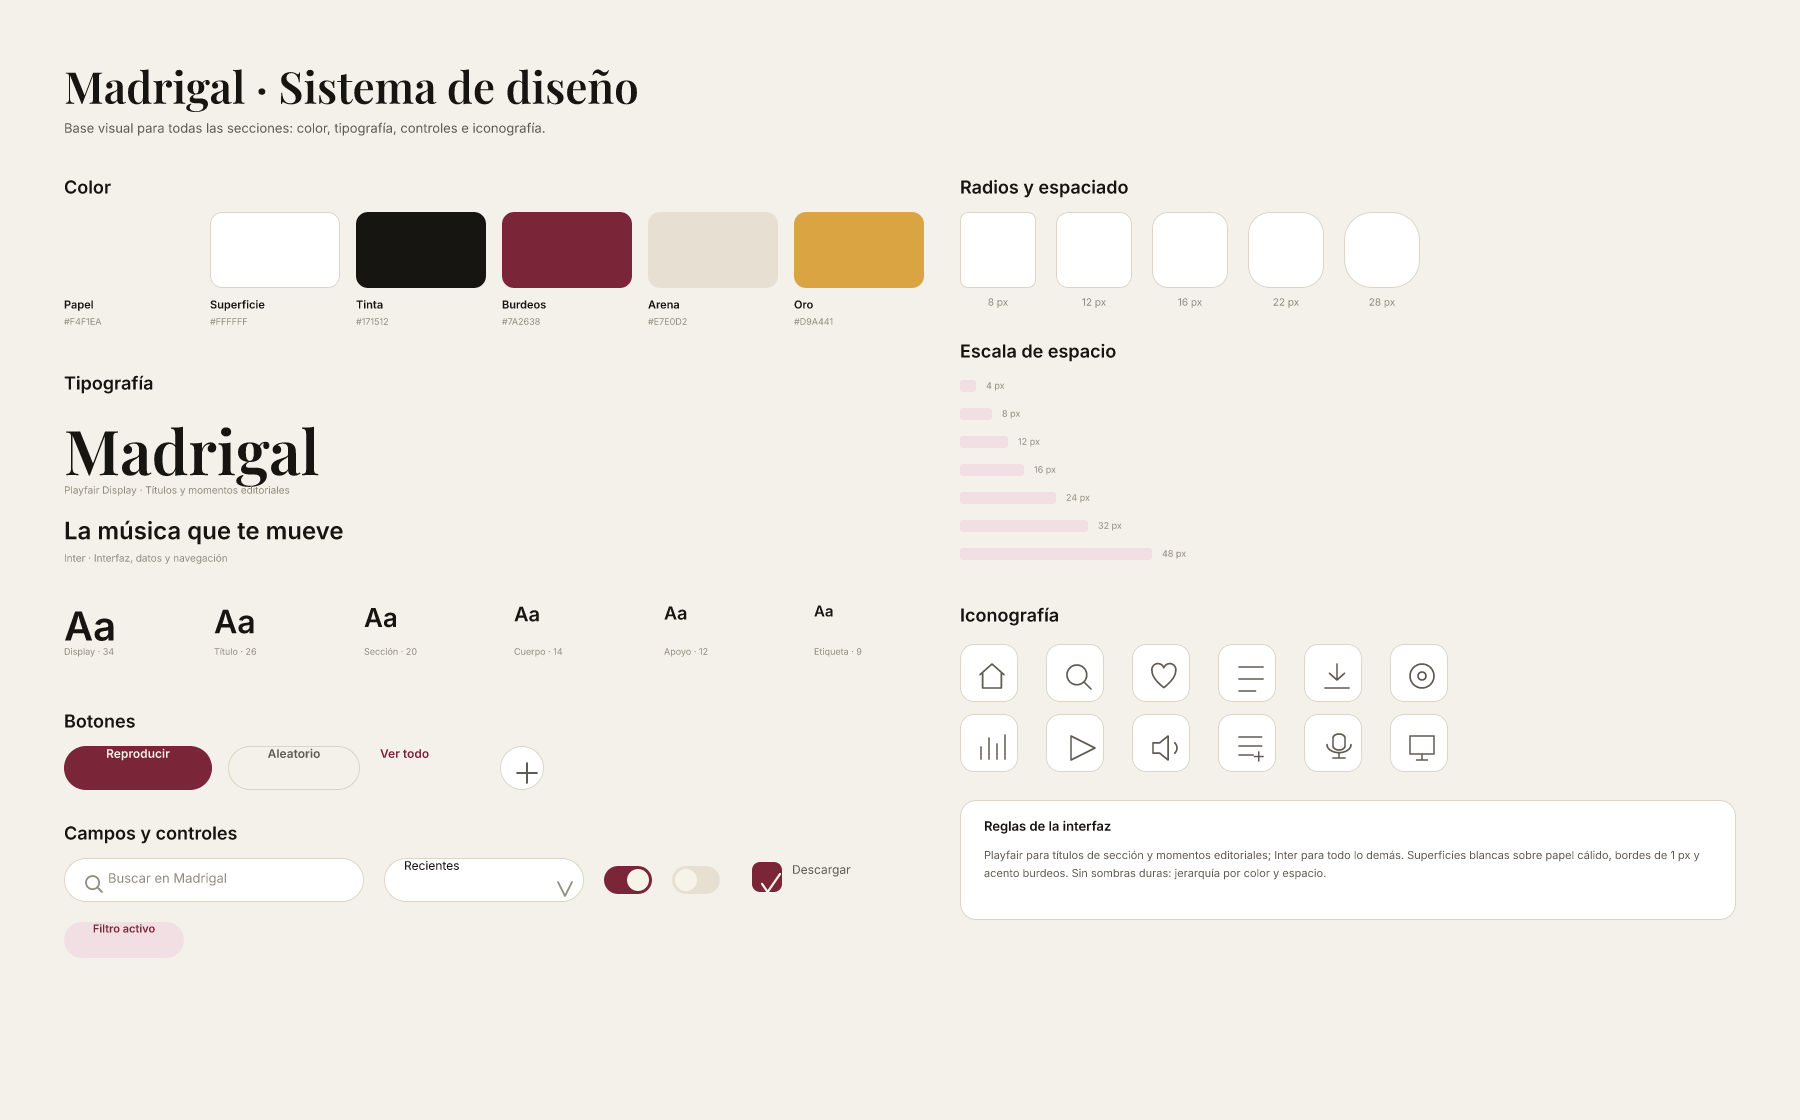 Madrigal · Sistema de diseño
Base visual para todas las secciones: color, tipografía, controles e iconografía.
Color
Papel
#F4F1EA
Superficie
#FFFFFF
Tinta
#171512
Burdeos
#7A2638
Arena
#E7E0D2
Oro
#D9A441
Tipografía
Madrigal
Playfair Display · Títulos y momentos editoriales
La música que te mueve
Inter · Interfaz, datos y navegación
Aa
Display · 34
Aa
Título · 26
Aa
Sección · 20
Aa
Cuerpo · 14
Aa
Apoyo · 12
Aa
Etiqueta · 9
Botones
Reproducir
Aleatorio
Ver todo
Campos y controles
Buscar en Madrigal
Recientes
Descargar
Filtro activo
Radios y espaciado
8 px
12 px
16 px
22 px
28 px
Escala de espacio
4 px
8 px
12 px
16 px
24 px
32 px
48 px
Iconografía
Reglas de la interfaz
Playfair para títulos de sección y momentos editoriales; Inter para todo lo demás. Superficies blancas sobre papel cálido, bordes de 1 px y
acento burdeos. Sin sombras duras: jerarquía por color y espacio.